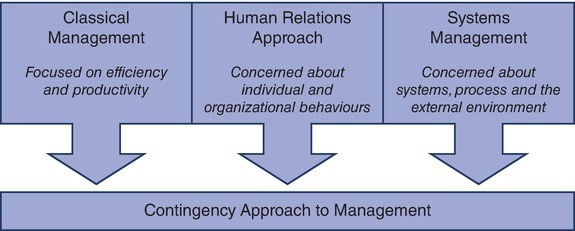 Classical
Management
Focused on efficiency
and productivity
Human Relations
Approach
Concerned about
individual and
organizational behaviours
Systems
Management
Concerned about
systems, process and the
external environment
Contingency Approach to Management